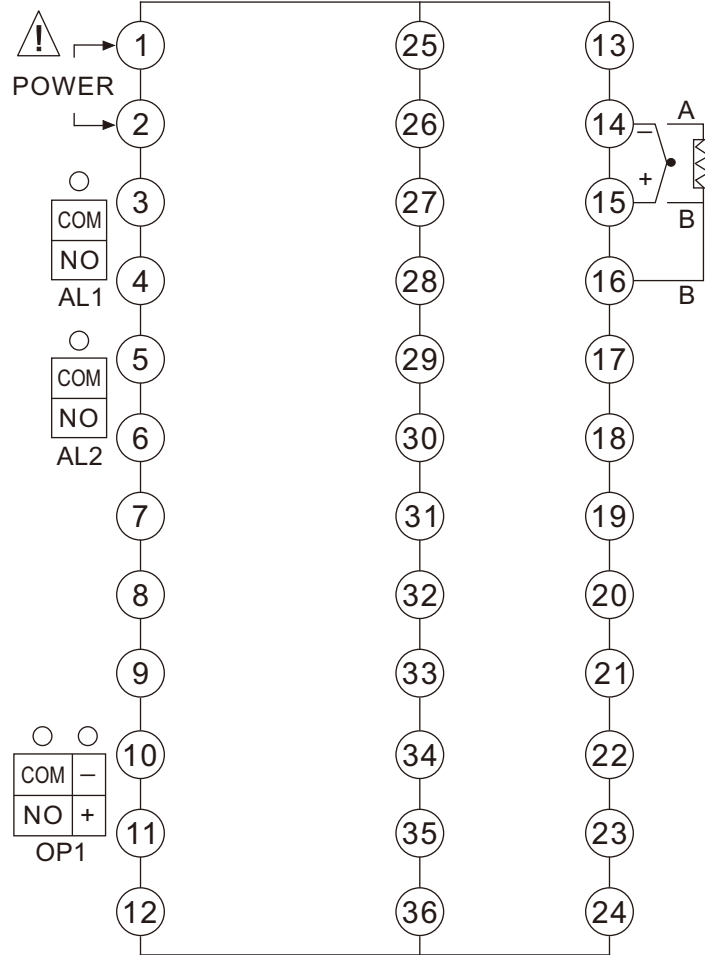 1 25 13
! POWER
2 26 14 − A
3 27 15 + B
COM
NO
AL1
4 28 16 B
5 29 17
COM
NO
AL2
6 30 18
7 31 19
8 32 20
9 33 21
10 34 22
COM −
NO +
OP1
11 35 23
12 36 24